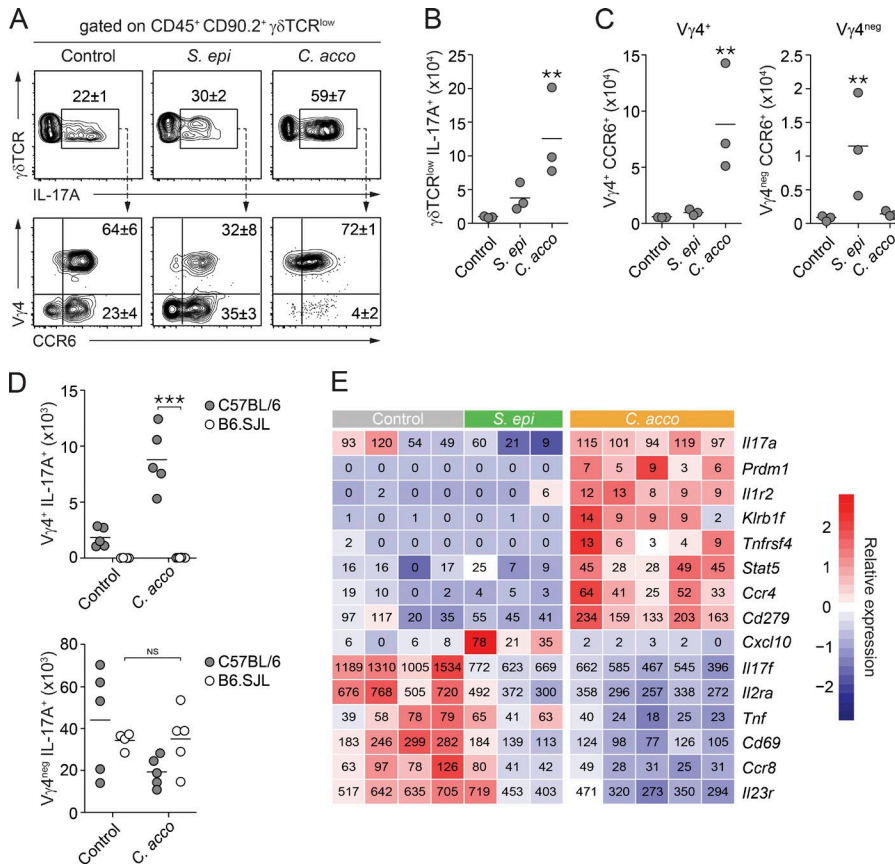 A
gated on CD45+ CD90.2+ γδTCRlow
Control S. epi C. acco
22±1 30±2 59±7
γδTCR
IL-17A
64±6 32±8 72±1
23±4 35±3 4±2
Vγ4
CCR6
B
γδTCRlow IL-17A+ (x10⁴)
25
20
15
10
5
0
**
Control S. epi C. acco
C
Vγ4+
Vγ4+ CCR6+ (x10⁴)
15
10
5
0
**
Control S. epi C. acco
Vγ4neg
Vγ4neg CCR6+ (x10⁴)
2.5
2
1.5
1
0.5
0
**
Control S. epi C. acco
D
Vγ4+ IL-17A+ (x10³)
15
10
5
0
***
C57BL/6
B6.SJL
Control C. acco
Vγ4neg IL-17A+ (x10³)
80
60
40
20
0
NS
C57BL/6
B6.SJL
Control C. acco
E
Control S. epi C. acco
93 120 54 49 60 21 9 115 101 94 119 97 Il17a
0 0 0 0 0 0 0 7 5 9 3 6 Prdm1
0 2 0 0 0 0 6 12 13 8 9 9 Il1r2
1 0 1 0 0 1 0 14 9 9 9 2 Klrb1f
2 0 0 0 0 0 0 13 6 3 4 9 Tnfrsf4
16 16 0 17 25 7 9 45 28 28 49 45 Stat5
19 10 0 2 4 5 3 64 41 25 52 33 Ccr4
97 117 20 35 55 45 41 234 159 133 203 163 Cd279
6 0 6 8 78 21 35 2 2 3 2 0 Cxcl10
1189 1310 1005 1534 772 623 669 662 585 467 545 396 Il17f
676 768 505 720 492 372 300 358 296 257 338 272 Il2ra
39 58 78 79 65 41 63 40 24 18 25 23 Tnf
183 246 299 282 184 139 113 124 98 77 126 105 Cd69
63 97 78 126 80 41 42 49 28 31 25 31 Ccr8
517 642 635 705 719 453 403 471 320 273 350 294 Il23r
2
1
0
−1
−2
Relative expression